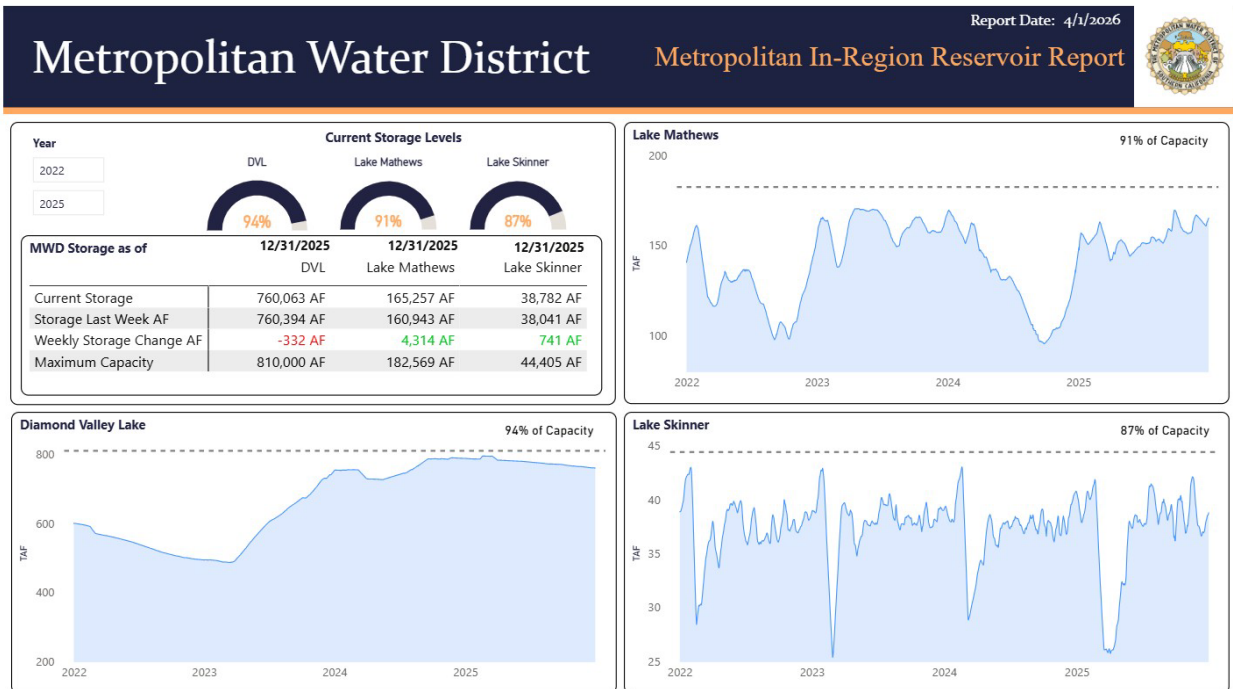 Report Date: 4/1/2026
Metropolitan Water District
Metropolitan In-Region Reservoir Report
THE METROPOLITAN WATER DISTRICT OF SOUTHERN CALIFORNIA
Year
2022
2025
Current Storage Levels
DVL Lake Mathews Lake Skinner
94% 91% 87%
MWD Storage as of 12/31/2025 12/31/2025 12/31/2025
DVL Lake Mathews Lake Skinner
Current Storage 760,063 AF 165,257 AF 38,782 AF
Storage Last Week AF 760,394 AF 160,943 AF 38,041 AF
Weekly Storage Change AF -332 AF 4,314 AF 741 AF
Maximum Capacity 810,000 AF 182,569 AF 44,405 AF
Lake Mathews
91% of Capacity
200
150
100
TAF
2022 2023 2024 2025
Diamond Valley Lake
94% of Capacity
800
600
400
200
TAF
2022 2023 2024 2025
Lake Skinner
87% of Capacity
45
40
35
30
25
TAF
2022 2023 2024 2025